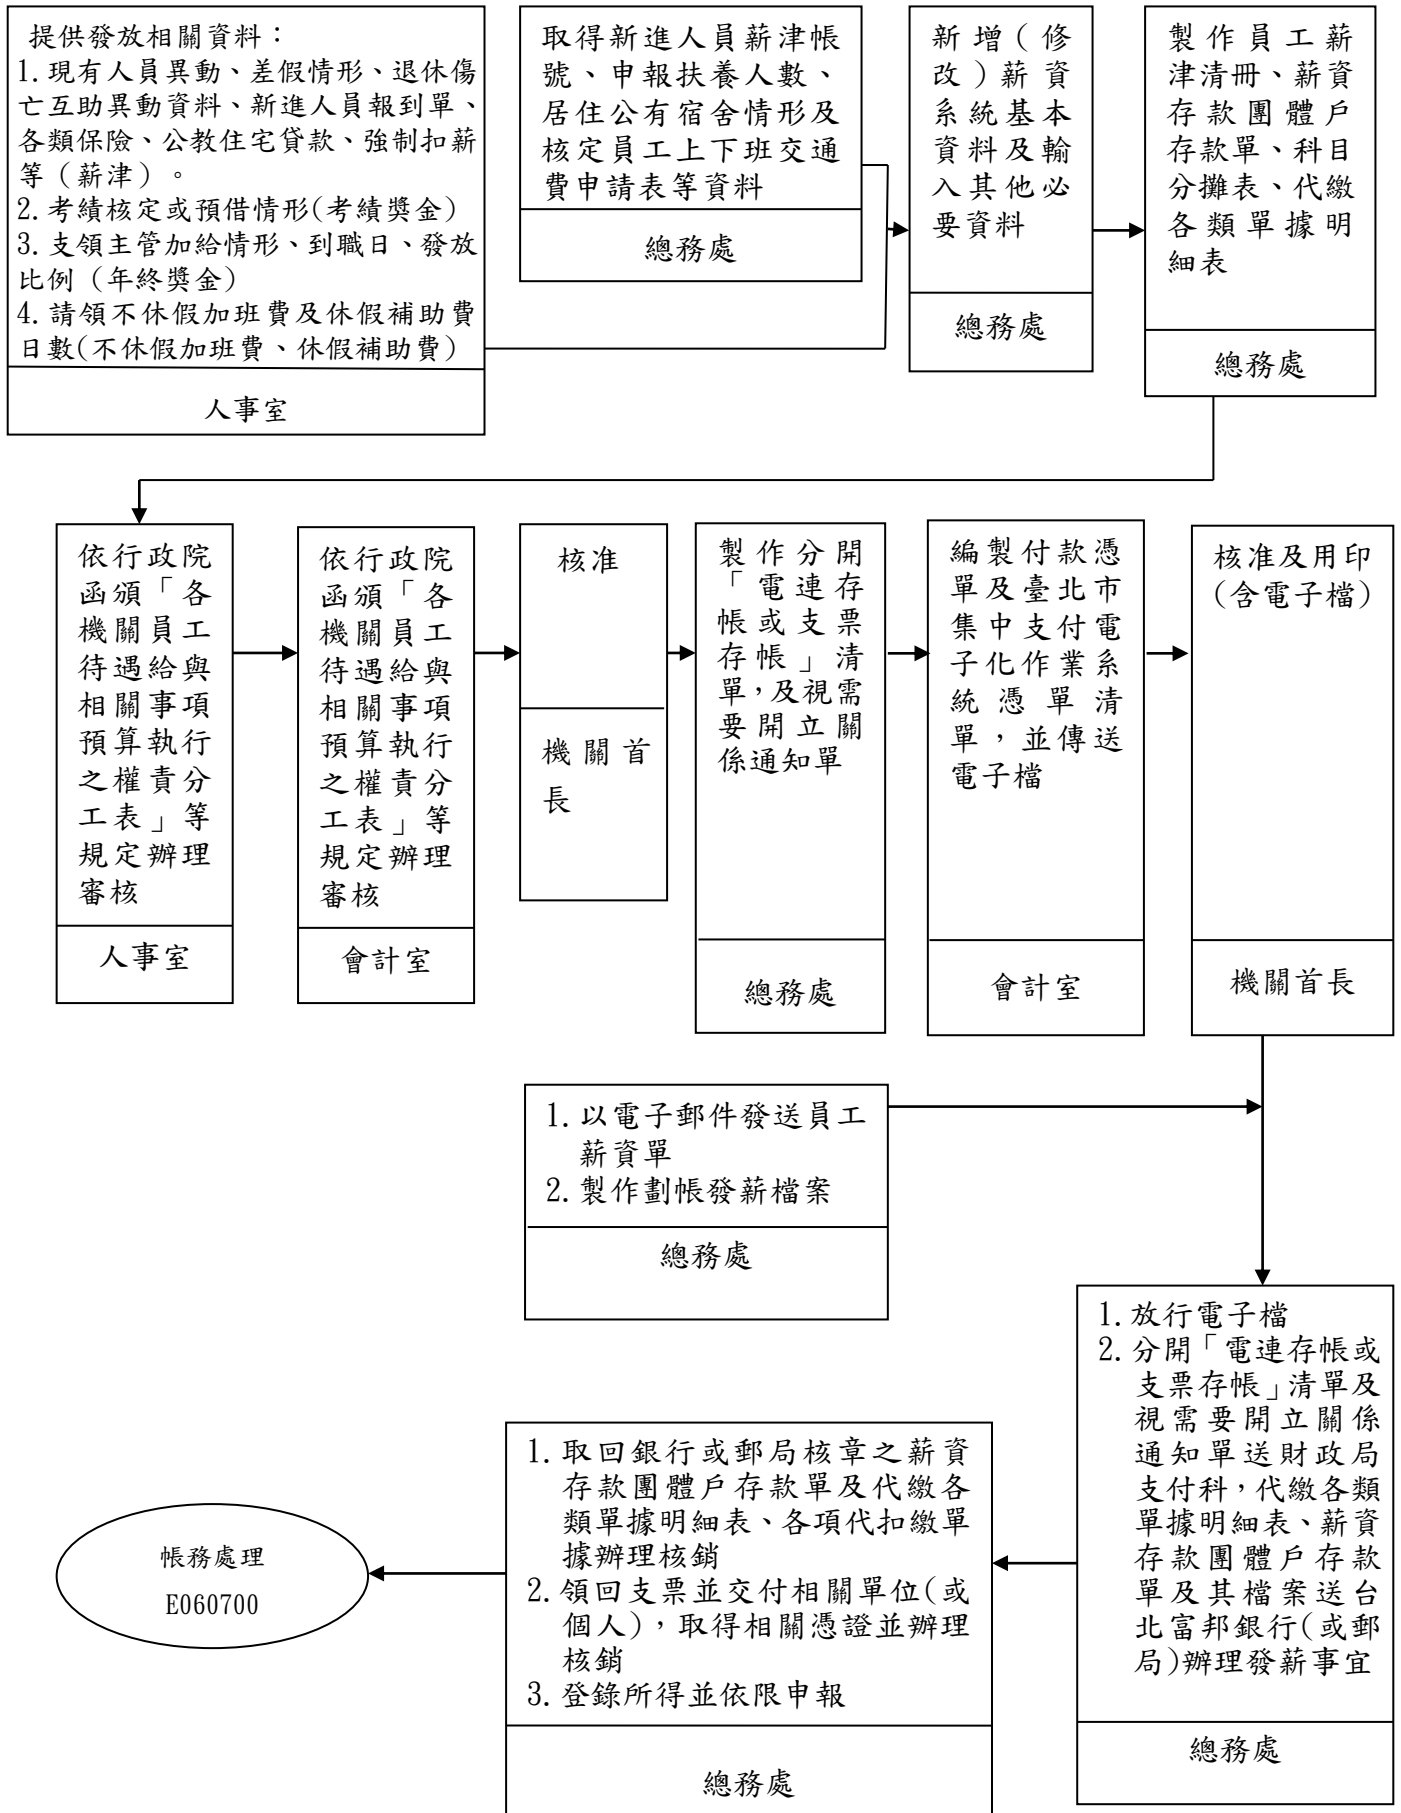 提供發放相關資料：
1.現有人員異動、差假情形、退休傷
亡互助異動資料、新進人員報到單、
各類保險、公教住宅貸款、強制扣薪
等（薪津）。
2.考績核定或預借情形(考績獎金)
3.支領主管加給情形、到職日、發放
比例（年終獎金)
4.請領不休假加班費及休假補助費
日數(不休假加班費、休假補助費)
人事室
取得新進人員薪津帳
號、申報扶養人數、
居住公有宿舍情形及
核定員工上下班交通
費申請表等資料
總務處
新增（修
改）薪資
系統基本
資料及輸
入其他必
要資料
總務處
製作員工薪
津清冊、薪資
存款團體戶
存款單、科目
分攤表、代繳
各類單據明
細表
總務處
依行政院
函頒「各
機關員工
待遇給與
相關事項
預算執行
之權責分
工表」等
規定辦理
審核
人事室
依行政院
函頒「各
機關員工
待遇給與
相關事項
預算執行
之權責分
工表」等
規定辦理
審核
會計室
核准
機關首
長
製作分開
「電連存
帳或支票
存帳」清
單，及視需
要開立關
係通知單
總務處
編製付款憑
單及臺北市
集中支付電
子化作業系
統憑單清
單，並傳送
電子檔
會計室
核准及用印
(含電子檔)
機關首長
1.以電子郵件發送員工
薪資單
2.製作劃帳發薪檔案
總務處
1.放行電子檔
2.分開「電連存帳或
支票存帳」清單及
視需要開立關係
通知單送財政局
支付科，代繳各類
單據明細表、薪資
存款團體戶存款
單及其檔案送台
北富邦銀行(或郵
局)辦理發薪事宜
總務處
1.取回銀行或郵局核章之薪資
存款團體戶存款單及代繳各
類單據明細表、各項代扣繳單
據辦理核銷
2.領回支票並交付相關單位(或
個人)，取得相關憑證並辦理
核銷
3.登錄所得並依限申報
總務處
帳務處理
E060700